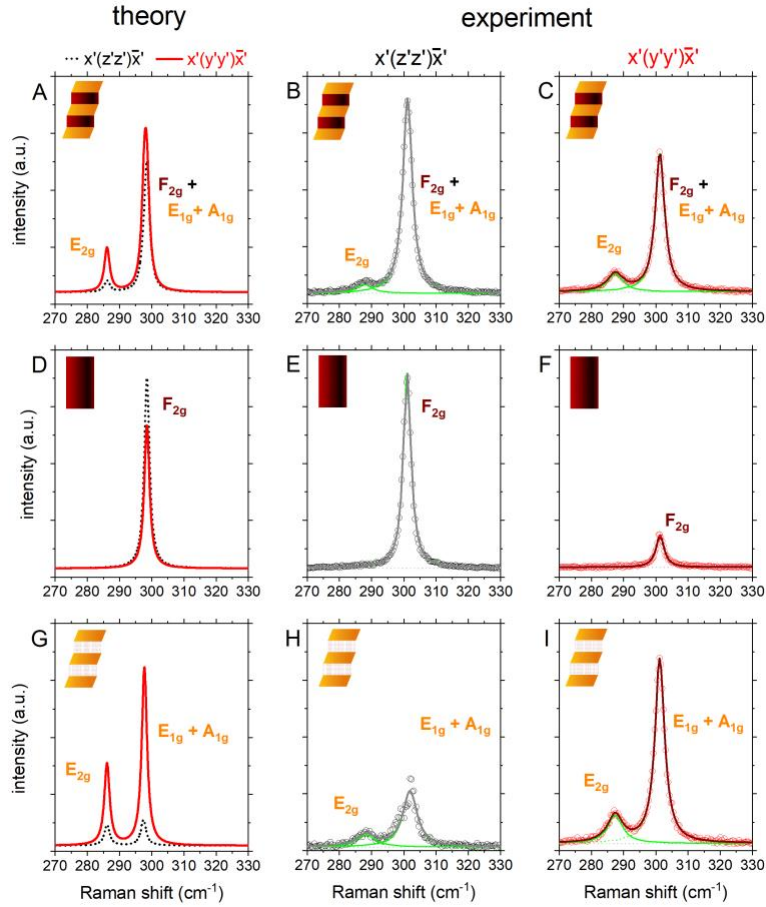 theory
experiment
x'(z'z')x̄' x'(y'y')x̄'
x'(z'z')x̄'
x'(y'y')x̄'
A
F2g +
E1g + A1g
E2g
intensity (a.u.)
270 280 290 300 310 320 330
B
F2g +
E1g + A1g
E2g
270 280 290 300 310 320 330
C
F2g +
E1g + A1g
E2g
270 280 290 300 310 320 330
D
F2g
intensity (a.u.)
270 280 290 300 310 320 330
E
F2g
270 280 290 300 310 320 330
F
F2g
270 280 290 300 310 320 330
G
E1g + A1g
E2g
intensity (a.u.)
270 280 290 300 310 320 330
Raman shift (cm-1)
H
E1g + A1g
E2g
270 280 290 300 310 320 330
Raman shift (cm-1)
I
E1g + A1g
E2g
270 280 290 300 310 320 330
Raman shift (cm-1)